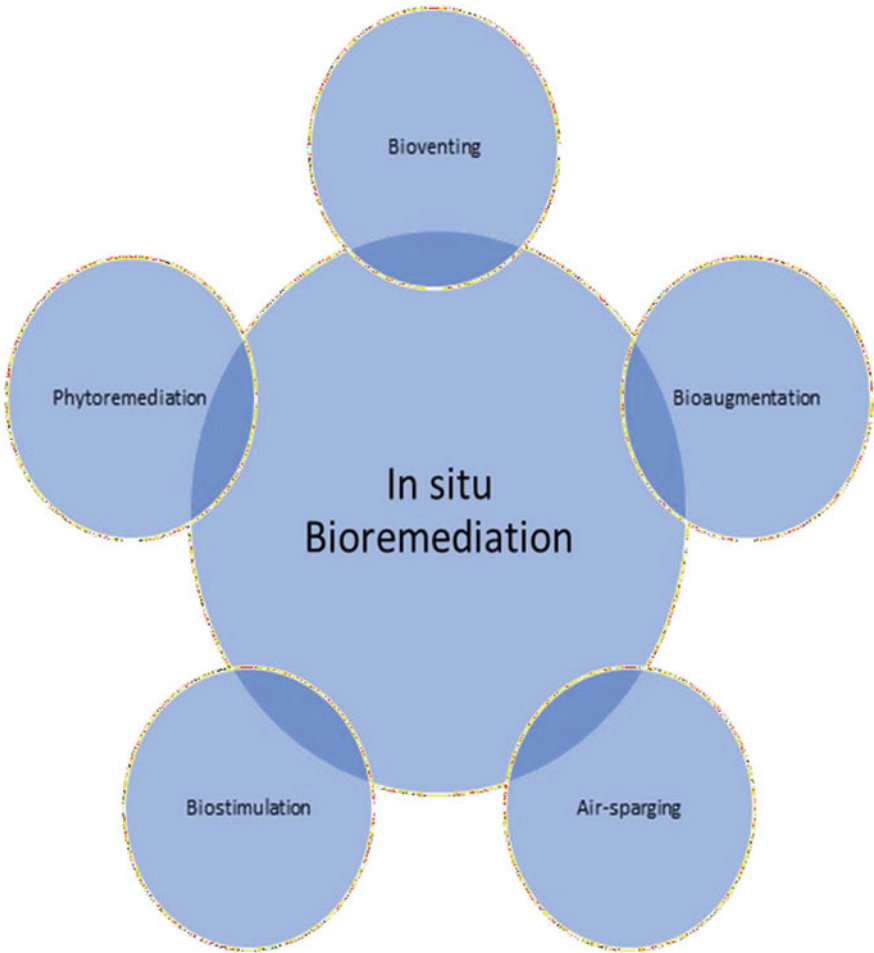 Bioventing
Phytoremediation
Bioaugmentation
In situ
Bioremediation
Biostimulation
Air-sparging